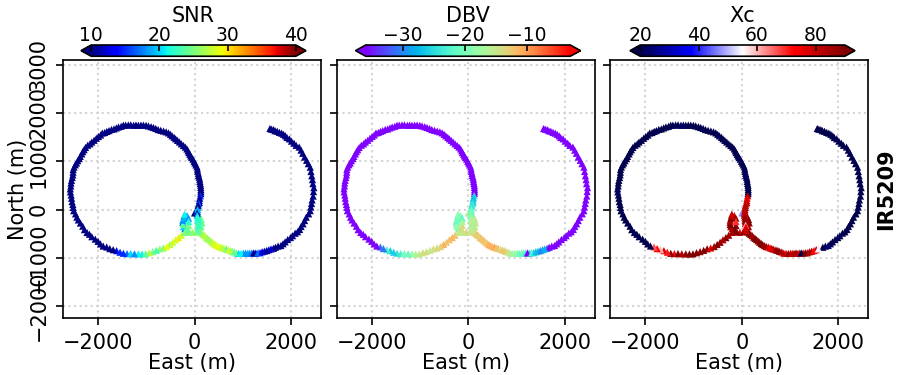 SNR DBV Xc
10 20 30 40 −30 −20 −10 20 40 60 80
3000
2000
1000
0
−1000
−2000
North (m)
IR5209
−2000 0 2000 −2000 0 2000 −2000 0 2000
East (m) East (m) East (m)